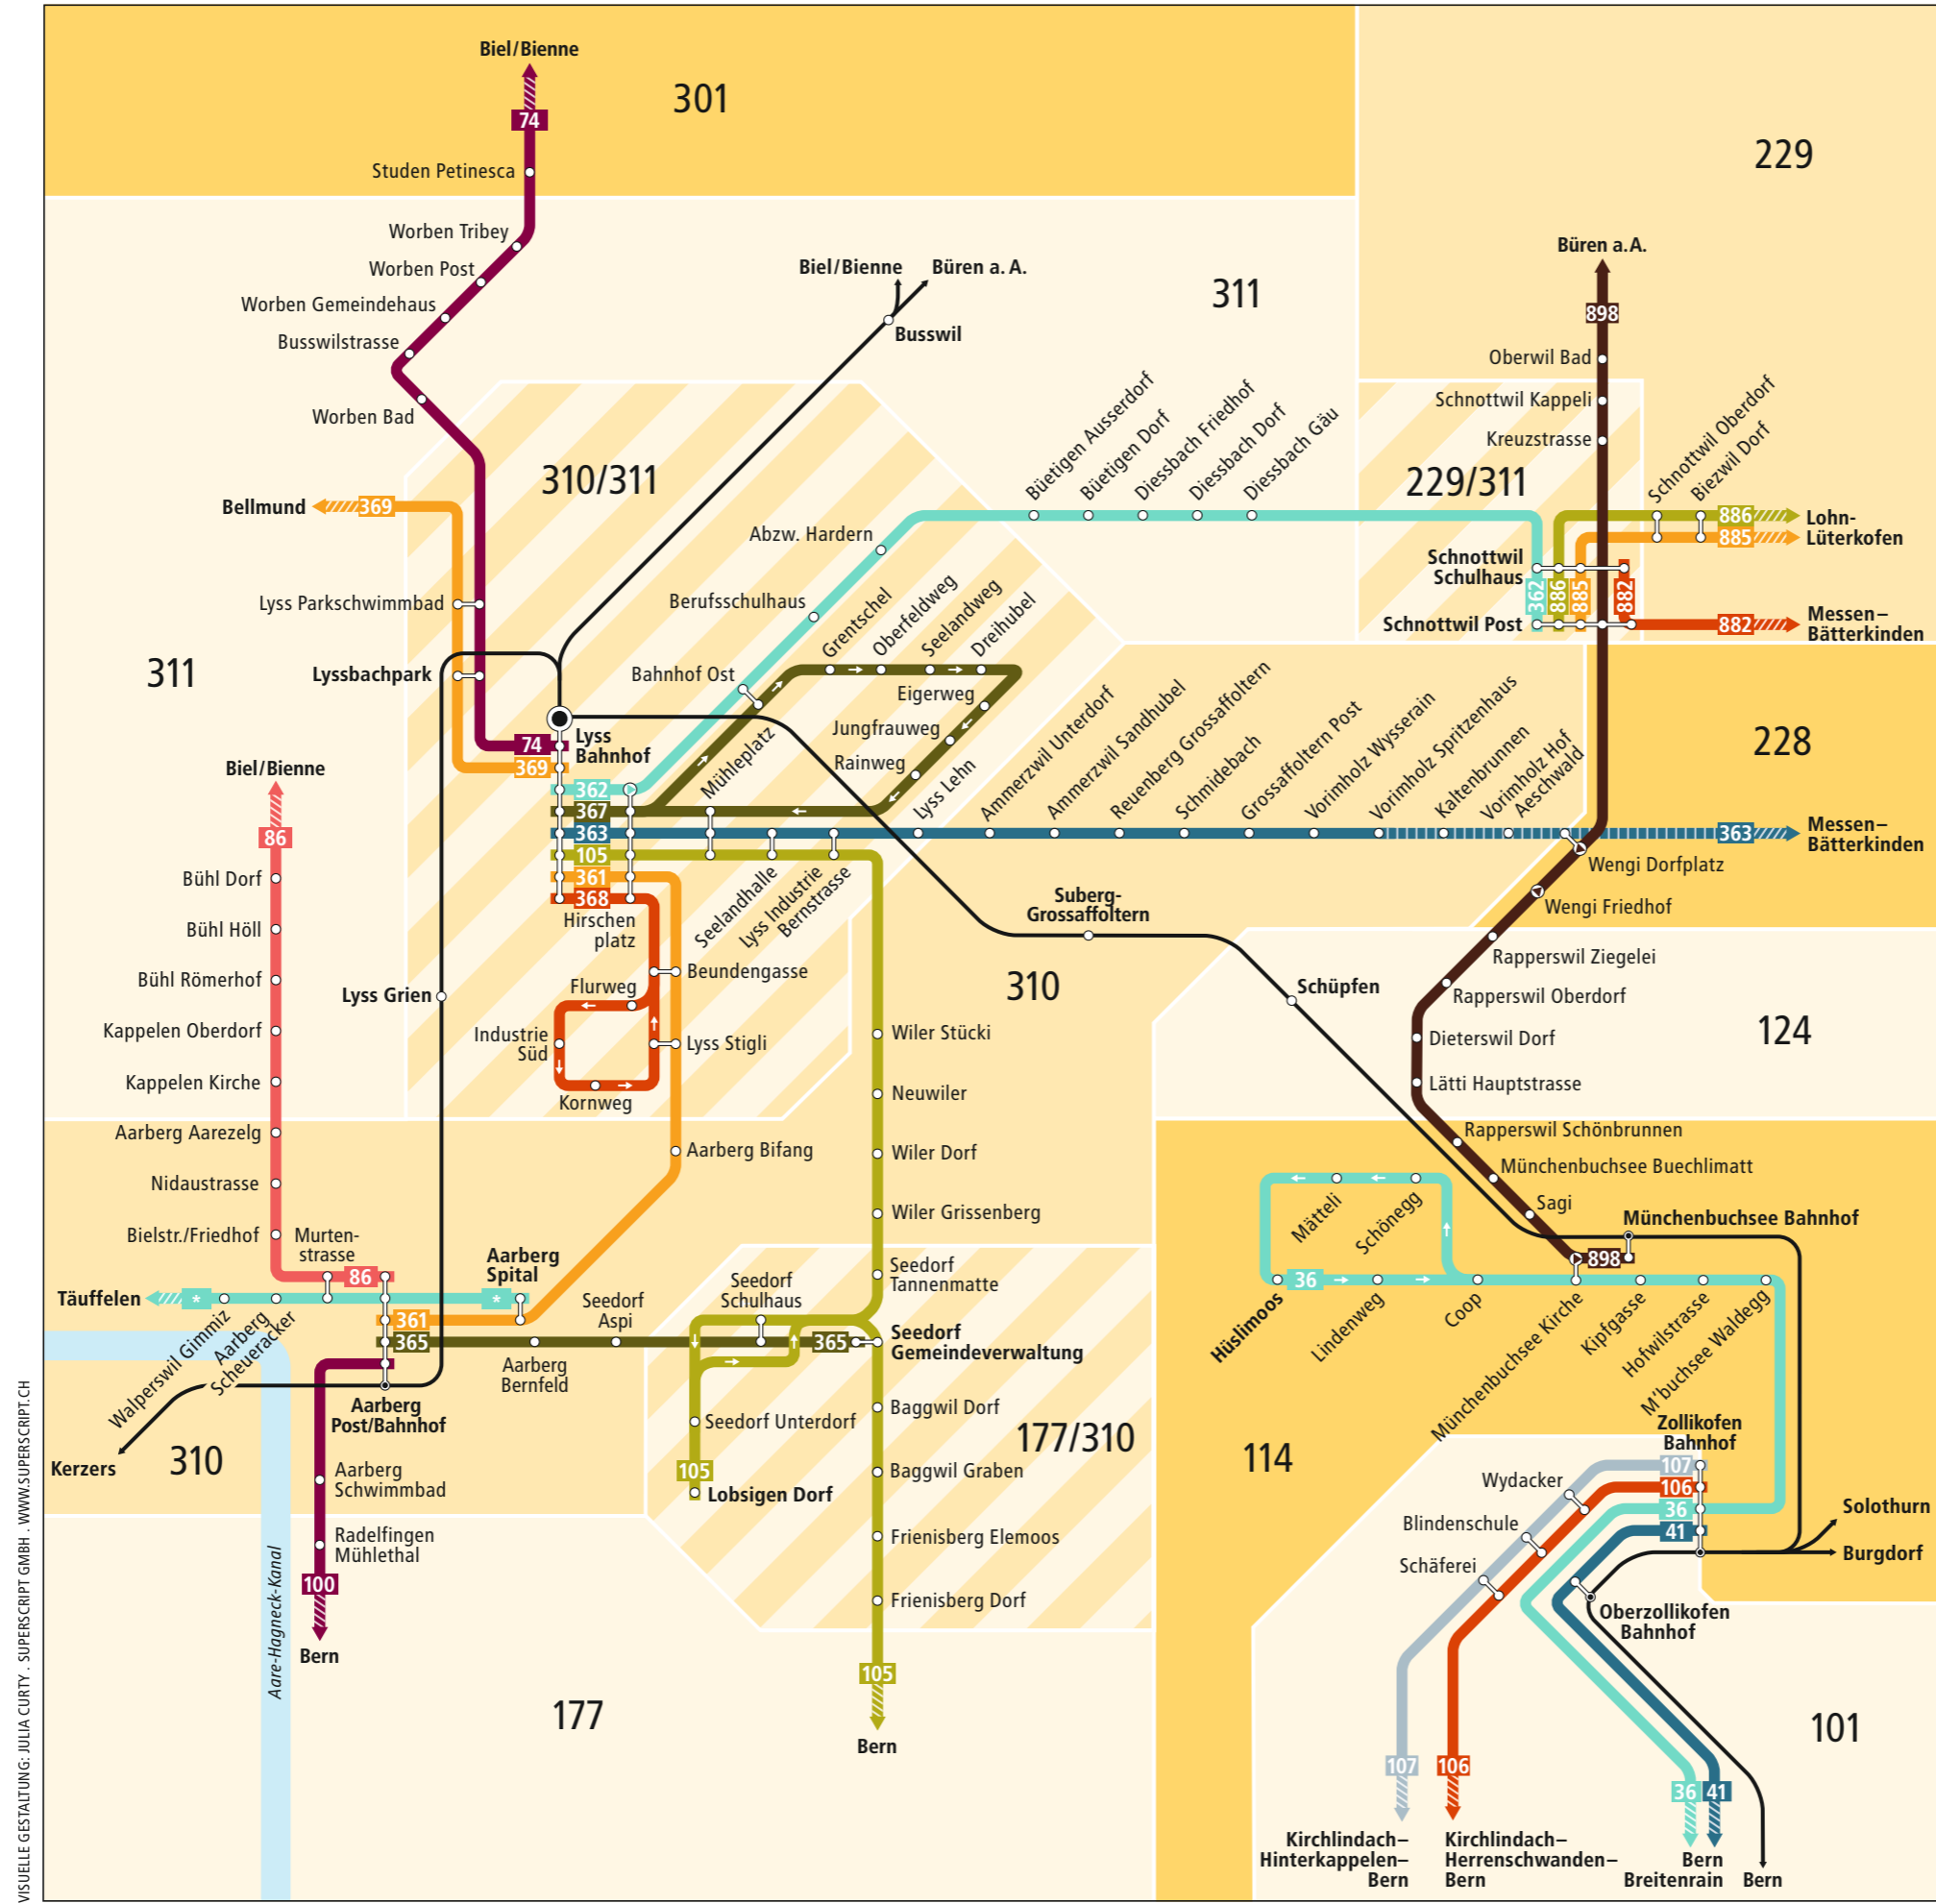 Biel/Bienne
301
74
229
Studen Petinesca
Worben Tribey
Büren a.A.
Worben Post
Biel/Bienne
Büren a. A.
311
Worben Gemeindehaus
898
Busswil
Busswilstrasse
Oberwil Bad
Worben Bad
Schnottwil Kappeli
Kreuzstrasse
Büetigen Ausserdorf
Büetigen Dorf
Diessbach Friedhof
Diessbach Dorf
Diessbach Gäu
Schnottwil Oberdorf
Biezwil Dorf
310/311
229/311
Bellmund
369
886
885
Lohn-
Lüterkofen
Abzw. Hardern
Schnottwil
Schulhaus
362
886
885
882
Lyss Parkschwimmbad
Berufsschulhaus
Grentschel
Oberfeldweg
Seelandweg
Dreihubel
Schnottwil Post
882
Messen–
Bätterkinden
311
Lyssbachpark
Bahnhof Ost
Eigerweg
Jungfrauweg
Rainweg
Mühleplatz
Lyss Lehn
Ammerzwil Unterdorf
Ammerzwil Sandhubel
Reuenberg Grossaffoltern
Schmidebach
Grossaffoltern Post
Vorimholz Wysserain
Vorimholz Spritzenhaus
Kaltenbrunnen
Vorimholz Hof
Aeschwald
228
74
369
Lyss
Bahnhof
362
367
363
105
361
368
363
Messen–
Bätterkinden
Biel/Bienne
86
Wengi Dorfplatz
Wengi Friedhof
Bühl Dorf
Bühl Höll
Bühl Römerhof
Kappelen Oberdorf
Kappelen Kirche
Aarberg Aarezelg
Nidaustrasse
Bielstr./Friedhof
Hirschen
platz
Seelandhalle
Lyss Industrie
Bernstrasse
Suberg-
Grossaffoltern
Beundengasse
Flurweg
Lyss Grien
Industrie
Süd
Lyss Stigli
Kornweg
310
Schüpfen
Rapperswil Ziegelei
Rapperswil Oberdorf
124
Dieterswil Dorf
Lätti Hauptstrasse
Wiler Stücki
Neuwiler
Wiler Dorf
Wiler Grissenberg
Aarberg Bifang
Rapperswil Schönbrunnen
Münchenbuchsee Buechlimatt
Sagi
Münchenbuchsee Bahnhof
898
Mätteli
Schönegg
Murten-
strasse
86
Aarberg
Spital
Seedorf
Tannenmatte
Täuffelen
*
*
Walperswil Gimmiz
Aarberg
Scheueracker
361
365
Seedorf
Aspi
Seedorf
Schulhaus
365
Seedorf
Gemeindeverwaltung
Aarberg
Bernfeld
36
Hüslimoos
Lindenweg
Coop
Münchenbuchsee Kirche
Kipfgasse
Hofwilstrasse
M'buchsee Waldegg
Aarberg
Post/Bahnhof
Kerzers
310
Aarberg
Schwimmbad
Radelfingen
Mühlethal
100
Bern
Aare-Hagneck-Kanal
Seedorf Unterdorf
105
Lobsigen Dorf
Baggwil Dorf
177/310
Baggwil Graben
Frienisberg Elemoos
Frienisberg Dorf
105
Bern
177
114
Zollikofen
Bahnhof
107
106
36
41
Wydacker
Blindenschule
Schäferei
Solothurn
Burgdorf
Oberzollikofen
Bahnhof
101
107
106
36
41
Kirchlindach–
Hinterkappelen–
Bern
Kirchlindach–
Herrenschwanden–
Bern
Bern
Breitenrain
Bern
VISUELLE GESTALTUNG: JULIA CURTY . SUPERSCRIPT GMBH . WWW.SUPERSCRIPT.CH